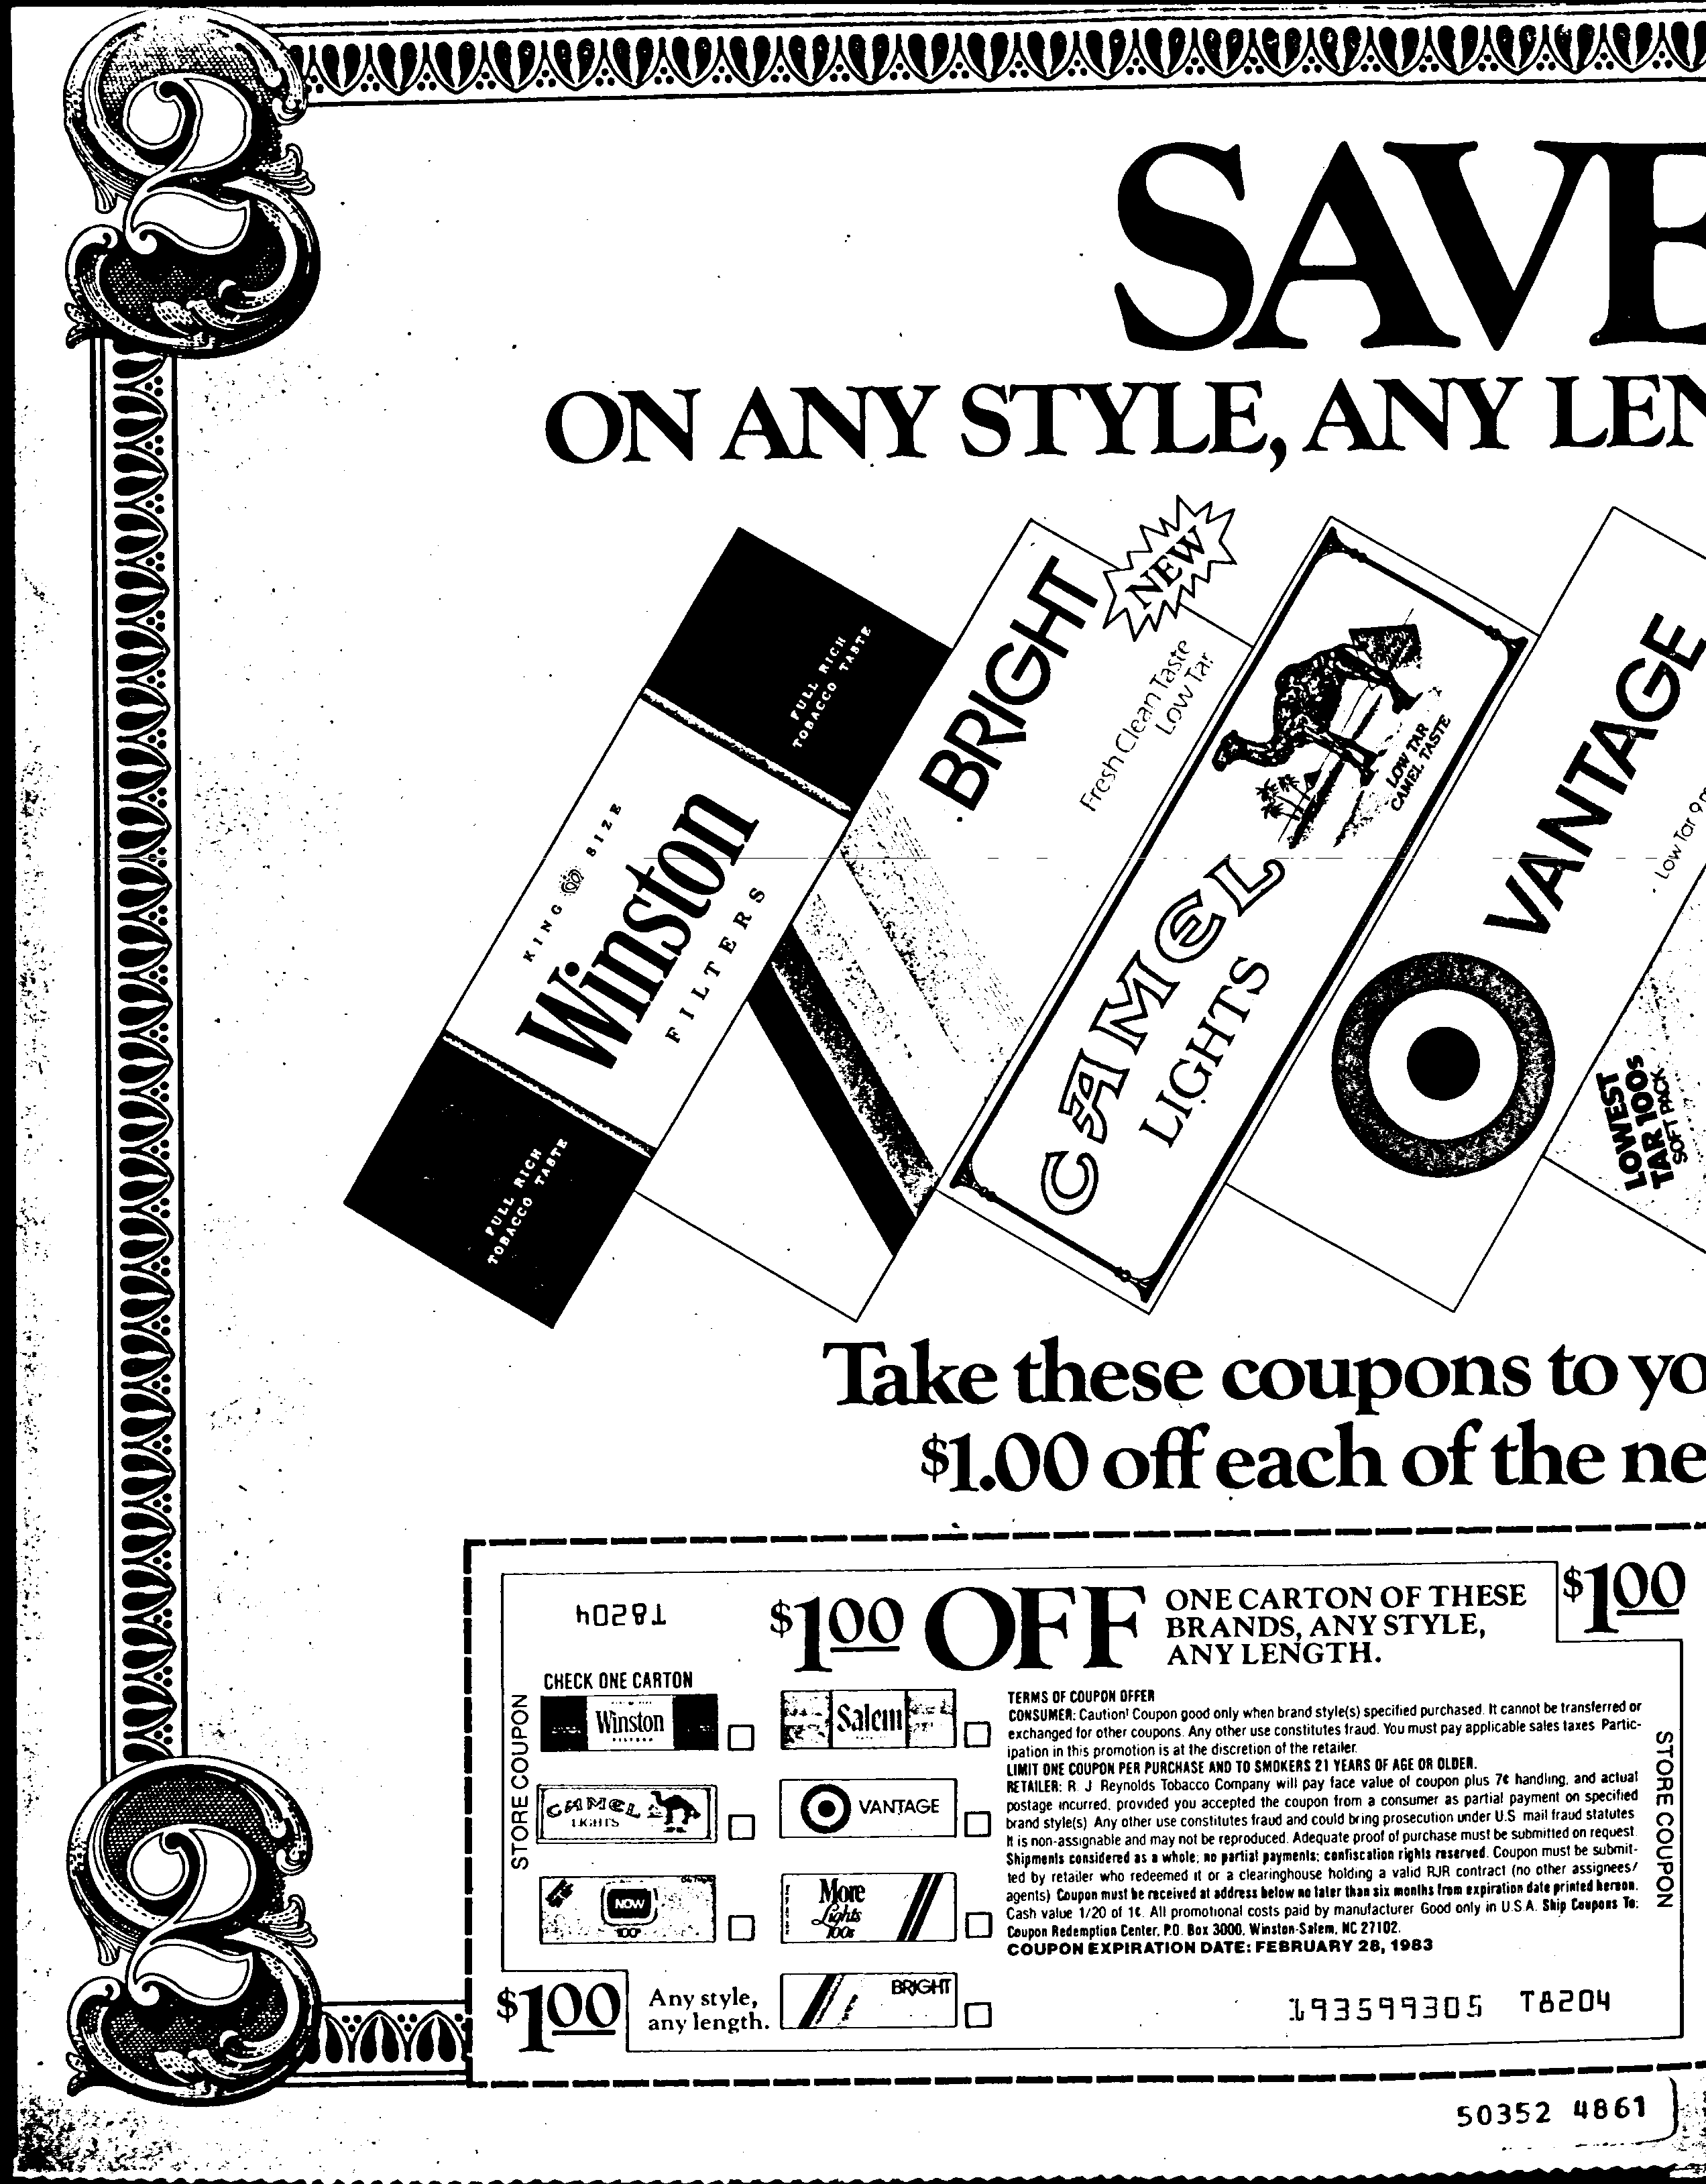 2
SAVE
ON ANY STYLE, ANY LEN
FULL RICH
TOBACCO TASTE
KING SIZE
Winston
FILTERS
FULL RICH
TOBACCO TASTE
BRIGHT
NEW
Fresh Clean Taste
Low Tar
CAMEL
LIGHTS
LOW TAR
CAMEL TASTE
VANTAGE
Low Tar 9 m
LOWEST
TAR 100s
SOFT PACK
Take these coupons to yo
$1.00 off each of the ne
T8204
$1.00 OFF
ONE CARTON OF THESE
BRANDS, ANY STYLE,
ANY LENGTH.
$1.00
STORE COUPON
CHECK ONE CARTON
Winston
Salem
CAMEL
LIGHTS
VANTAGE
NOW
100s
More
Lights
100s
BRIGHT
TERMS OF COUPON OFFER
CONSUMER: Caution! Coupon good only when brand style(s) specified purchased. It cannot be transferred or
exchanged for other coupons. Any other use constitutes fraud. You must pay applicable sales taxes Partic-
ipation in this promotion is at the discretion of the retailer.
LIMIT ONE COUPON PER PURCHASE AND TO SMOKERS 21 YEARS OF AGE OR OLDER.
RETAILER: R J Reynolds Tobacco Company will pay face value of coupon plus 7¢ handling, and actual
postage incurred, provided you accepted the coupon from a consumer as partial payment on specified
brand style(s) Any other use constitutes fraud and could bring prosecution under U.S. mail fraud statutes
It is non-assignable and may not be reproduced. Adequate proof of purchase must be submitted on request.
Shipments considered as a whole; no partial payments; confiscation rights reserved. Coupon must be submit-
ted by retailer who redeemed it or a clearinghouse holding a valid RJR contract (no other assignees/
agents) Coupon must be received at address below no later than six months from expiration date printed hereon.
Cash value 1/20 of 1¢. All promotional costs paid by manufacturer Good only in U.S.A. Ship Coupons To:
Coupon Redemption Center, P.O. Box 3000, Winston-Salem, NC 27102.
COUPON EXPIRATION DATE: FEBRUARY 28, 1983
STORE COUPON
$1.00
Any style,
any length.
193599305 T8204
2
50352 4861